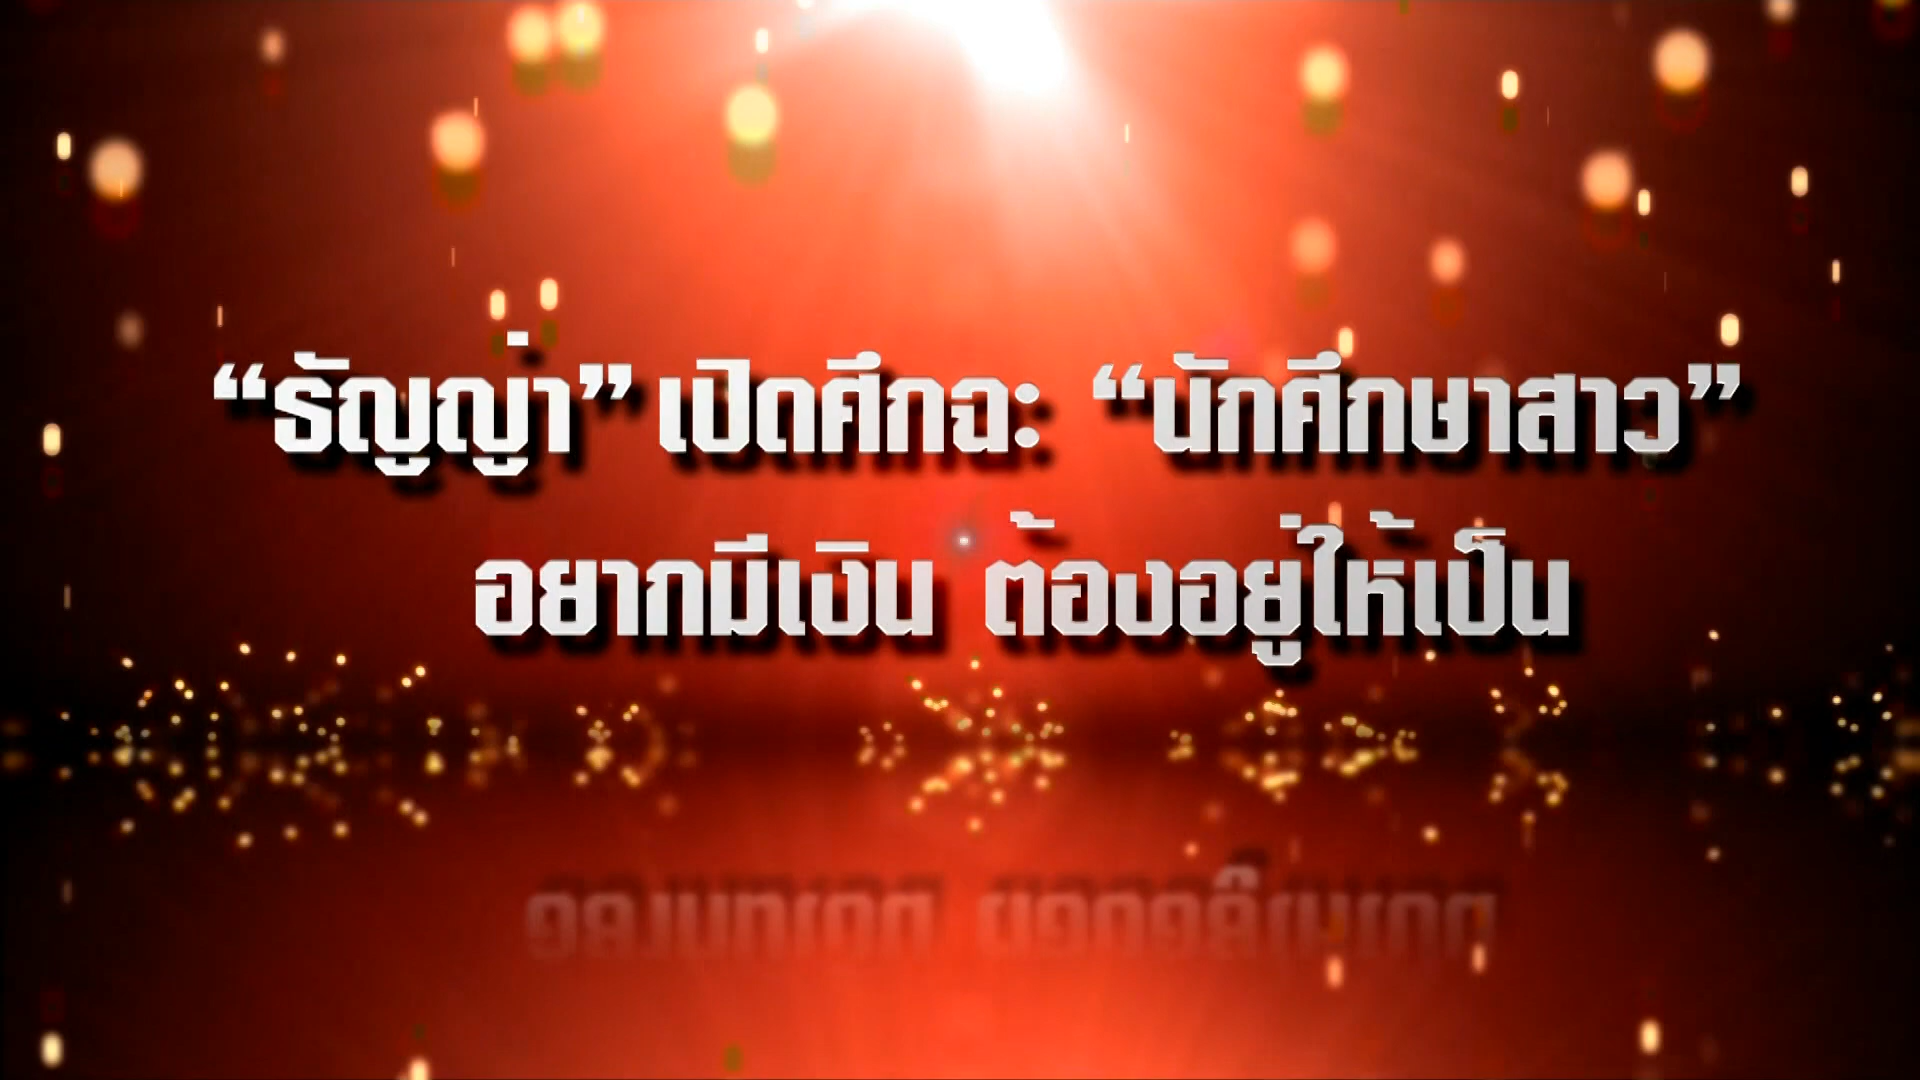 “ธัญญ่า” เปิดศึกฉะ “นักศึกษาสาว”
อยากมีเงิน ต้องอยู่ให้เป็น